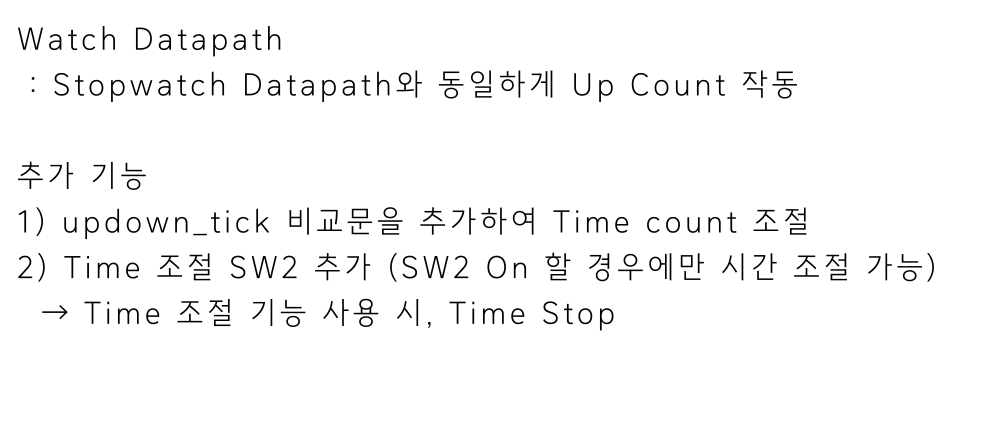 Watch Datapath
: Stopwatch Datapath와 동일하게 Up Count 작동
추가 기능
1) updown_tick 비교문을 추가하여 Time count 조절
2) Time 조절 SW2 추가 (SW2 On 할 경우에만 시간 조절 가능)
→ Time 조절 기능 사용 시, Time Stop